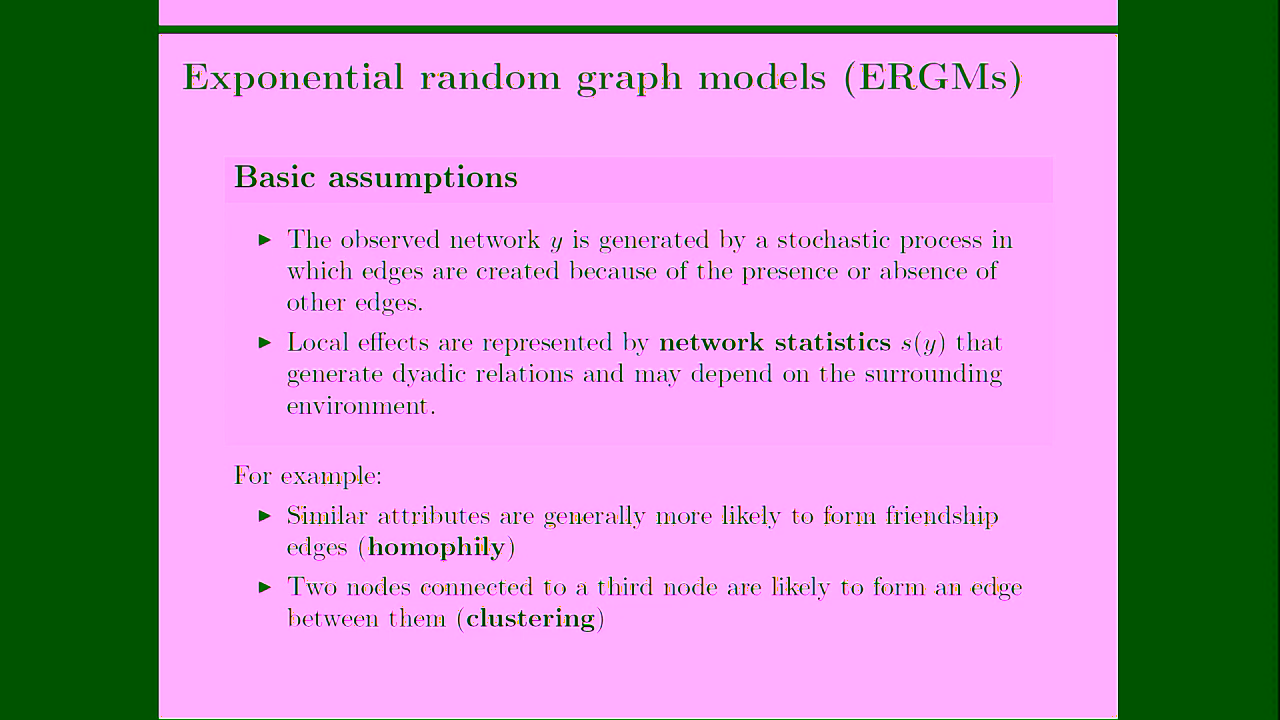 Exponential random graph models (ERGMs)
Basic assumptions
▶ The observed network y is generated by a stochastic process in
which edges are created because of the presence or absence of
other edges.
▶ Local effects are represented by network statistics s(y) that
generate dyadic relations and may depend on the surrounding
environment.
For example:
▶ Similar attributes are generally more likely to form friendship
edges (homophily)
▶ Two nodes connected to a third node are likely to form an edge
between them (clustering)